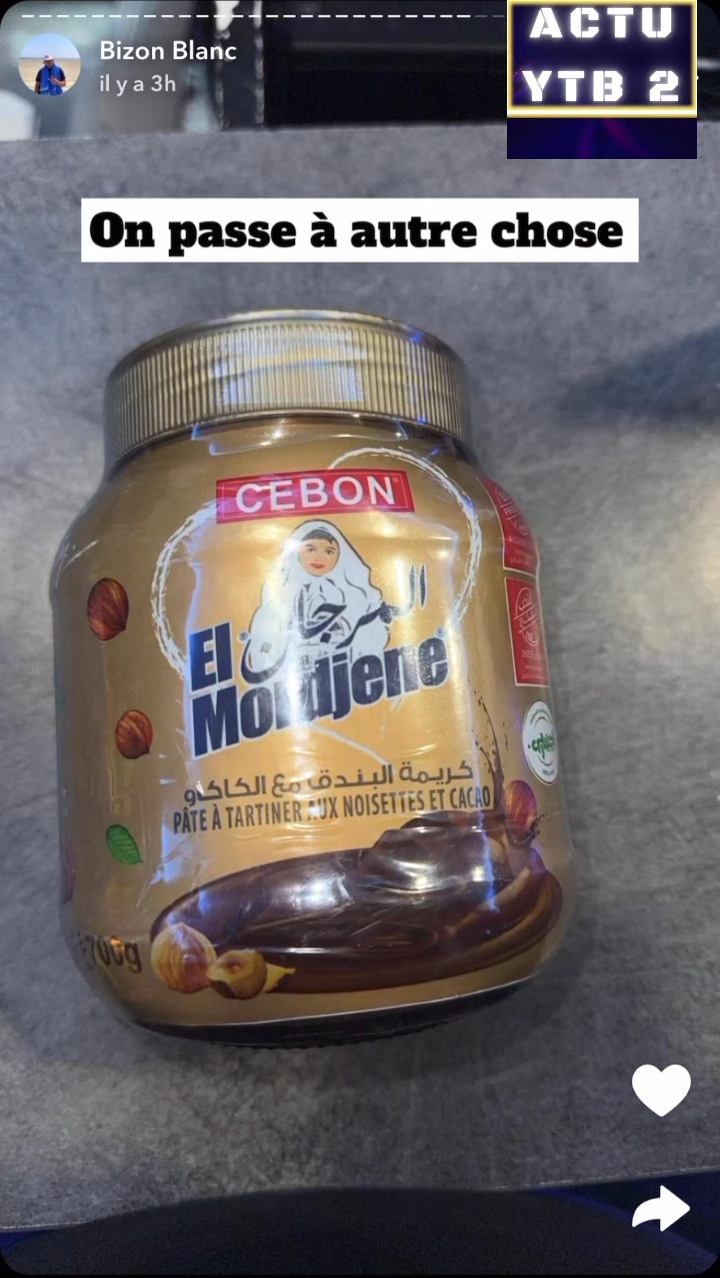 Bizon Blanc
il y a 3h
ACTU
YTB 2
On passe à autre chose
CEBON
المرجان
El
Mordjene
كريمة البندق مع الكاكاو
PÂTE À TARTINER AUX NOISETTES ET CACAO
700g